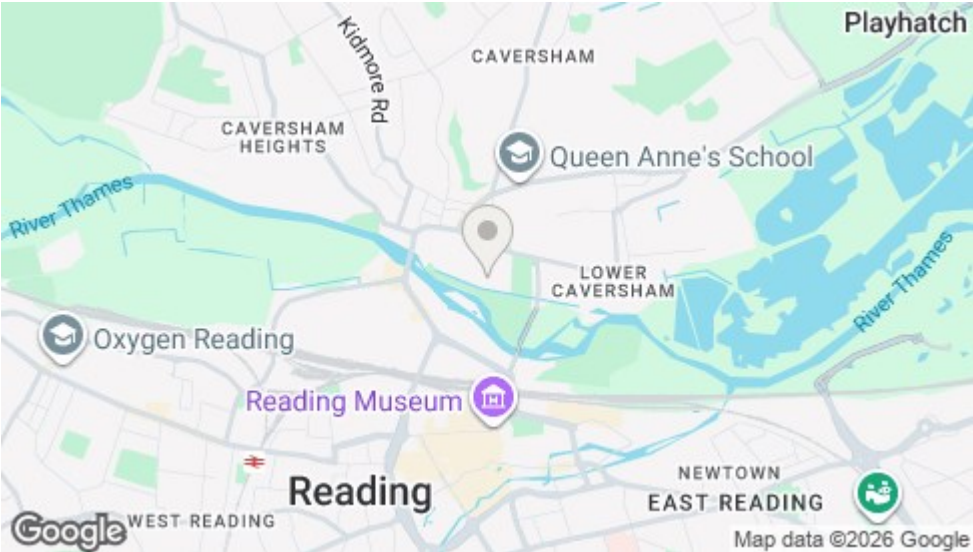 Playhatch
Kidmore Rd
CAVERSHAM
CAVERSHAM
HEIGHTS
Queen Anne's School
River Thames
LOWER
CAVERSHAM
River Thames
Oxygen Reading
Reading Museum
NEWTOWN
Reading
EAST READING
WEST READING
Google
Map data ©2026 Google